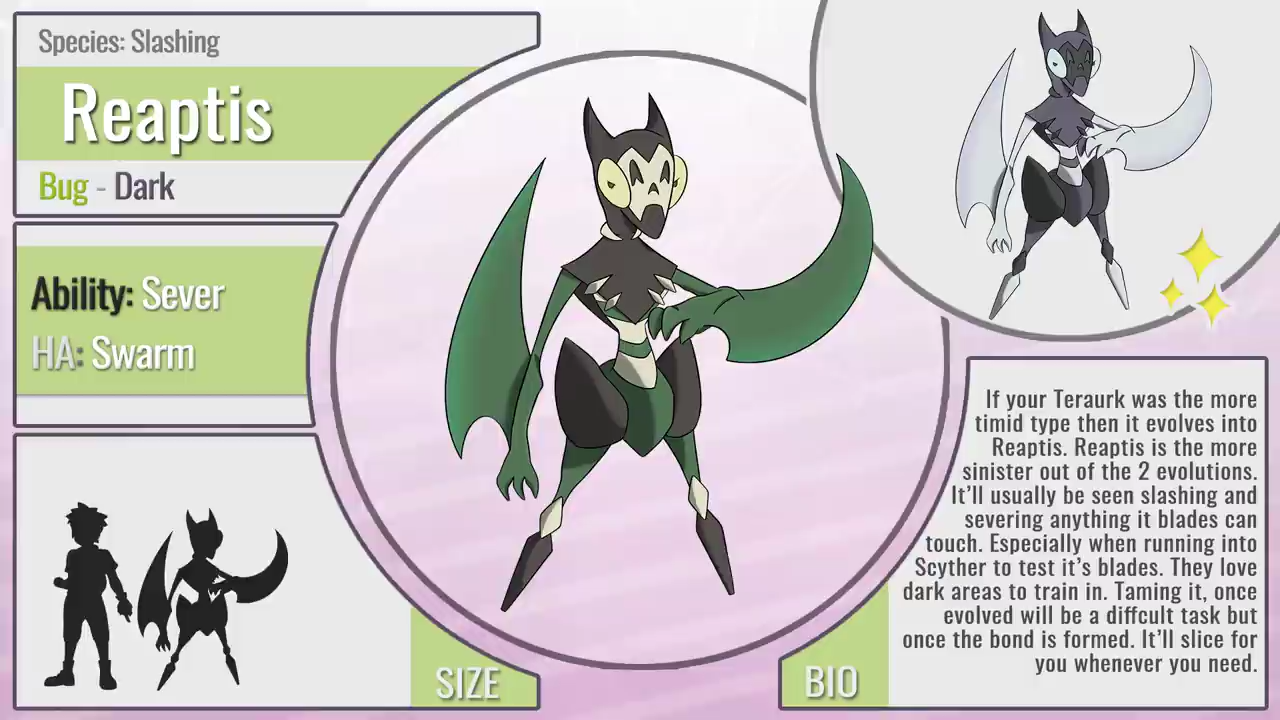 Species: Slashing
Reaptis
Bug - Dark
Ability: Sever
HA: Swarm
SIZE
If your Teraurk was the more
timid type then it evolves into
Reaptis. Reaptis is the more
sinister out of the 2 evolutions.
It'll usually be seen slashing and
severing anything it blades can
touch. Especially when running into
Scyther to test it's blades. They love
dark areas to train in. Taming it, once
evolved will be a diffcult task but
once the bond is formed. It'll slice for
you whenever you need.
BIO